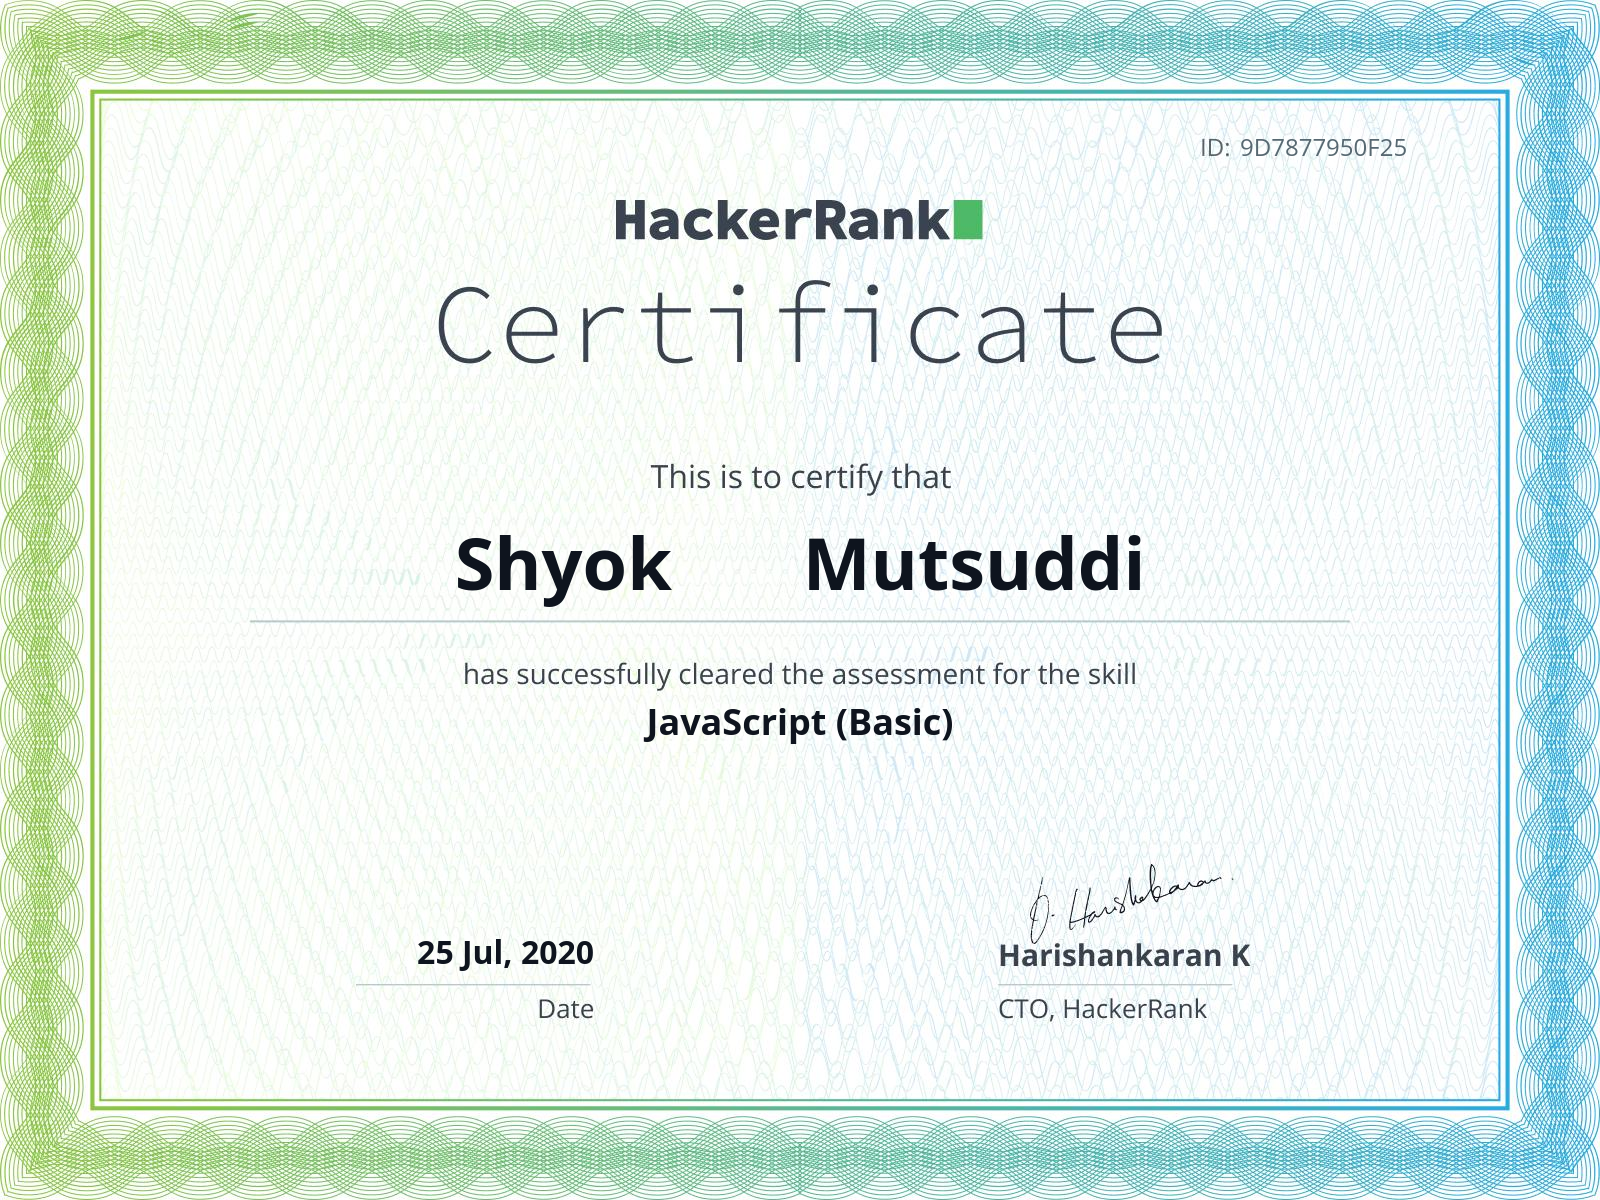 ID: 9D7877950F25
HackerRank
Certificate
This is to certify that
Shyok Mutsuddi
has successfully cleared the assessment for the skill
JavaScript (Basic)
25 Jul, 2020
Date
Harishankaran K
CTO, HackerRank